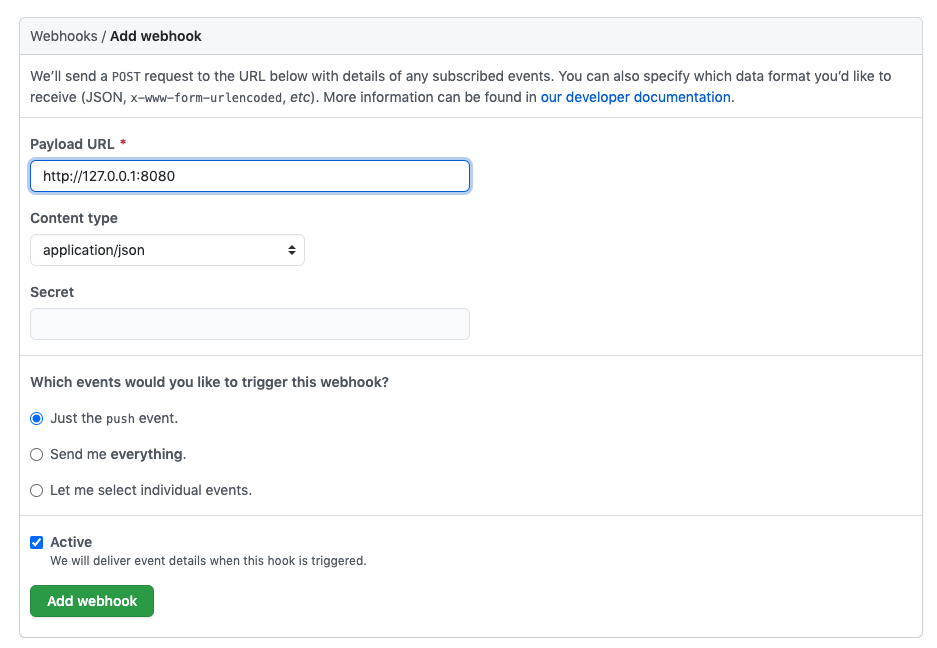 Webhooks / Add webhook
We’ll send a POST request to the URL below with details of any subscribed events. You can also specify which data format you’d like to
receive (JSON, x-www-form-urlencoded, etc). More information can be found in our developer documentation.
Payload URL *
http://127.0.0.1:8080
Content type
application/json
Secret
Which events would you like to trigger this webhook?
Just the push event.
Send me everything.
Let me select individual events.
Active
We will deliver event details when this hook is triggered.
Add webhook